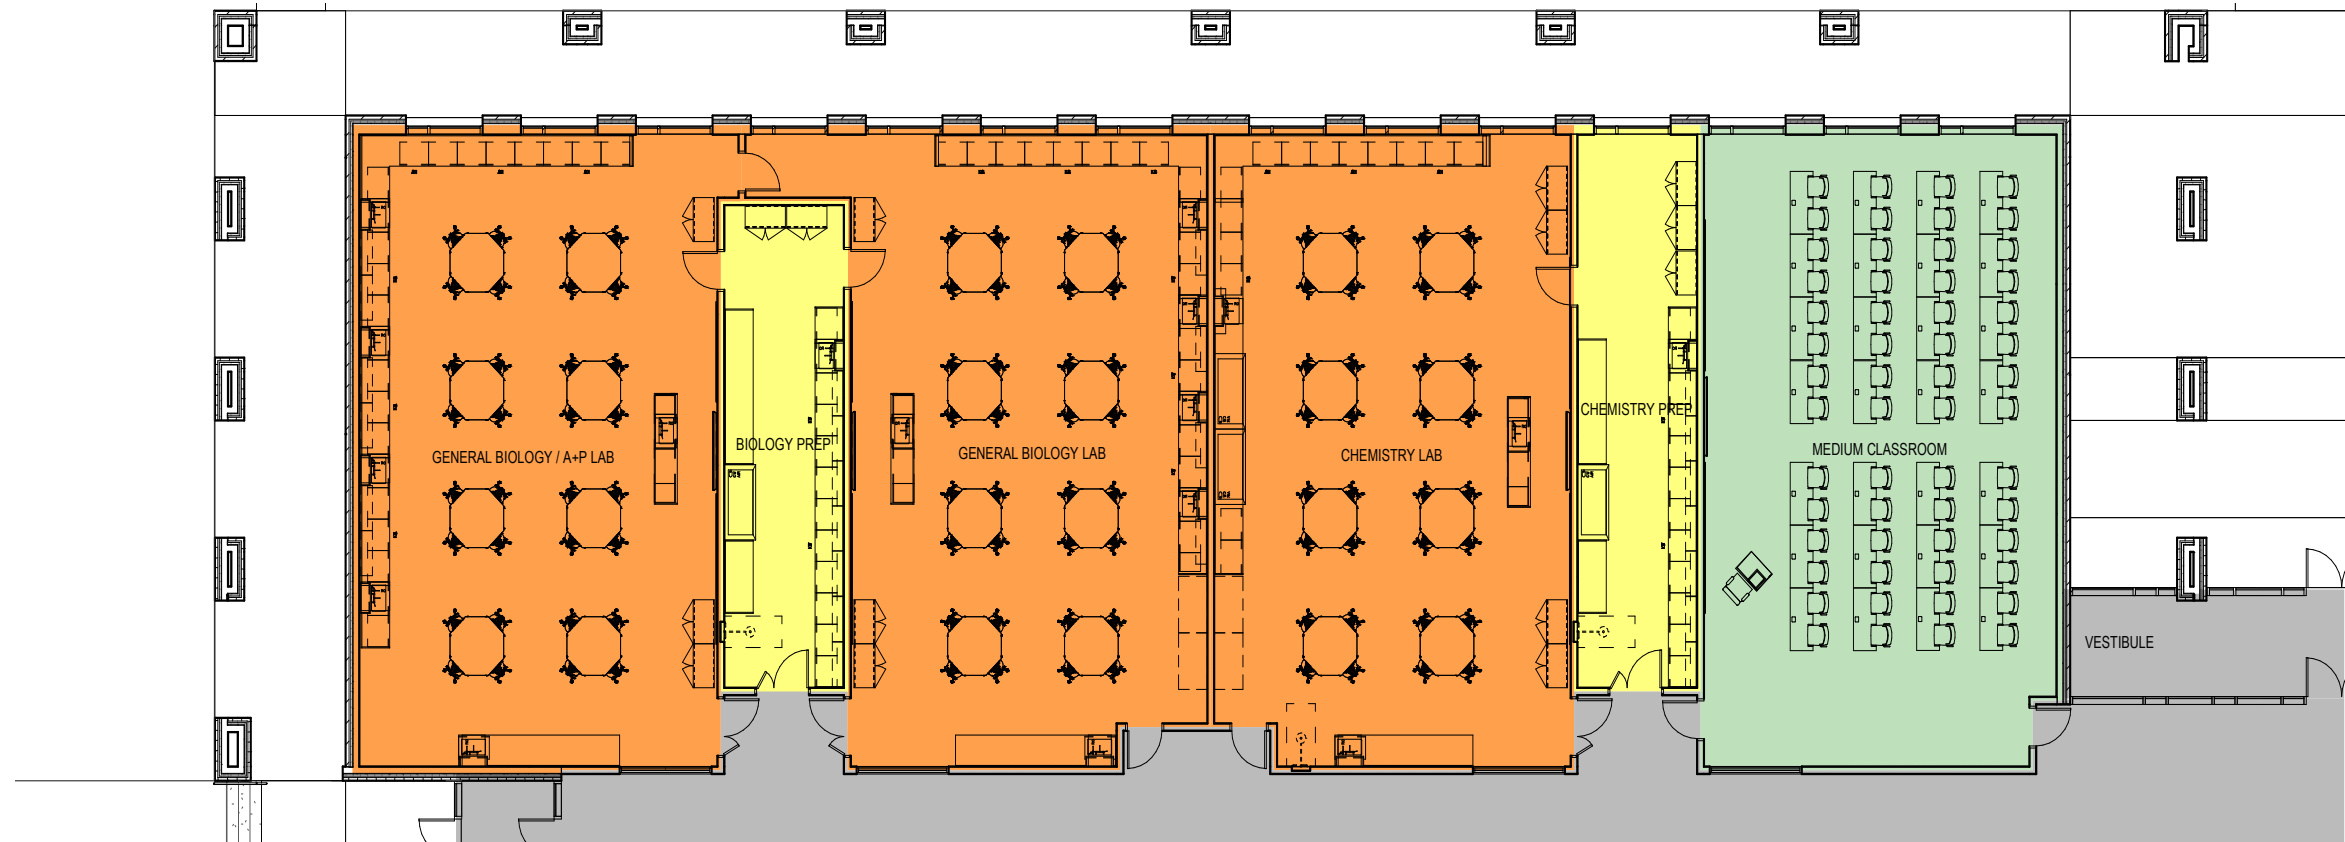 GENERAL BIOLOGY / A+P LAB
BIOLOGY PREP
GENERAL BIOLOGY LAB
CHEMISTRY LAB
CHEMISTRY PREP
MEDIUM CLASSROOM
VESTIBULE